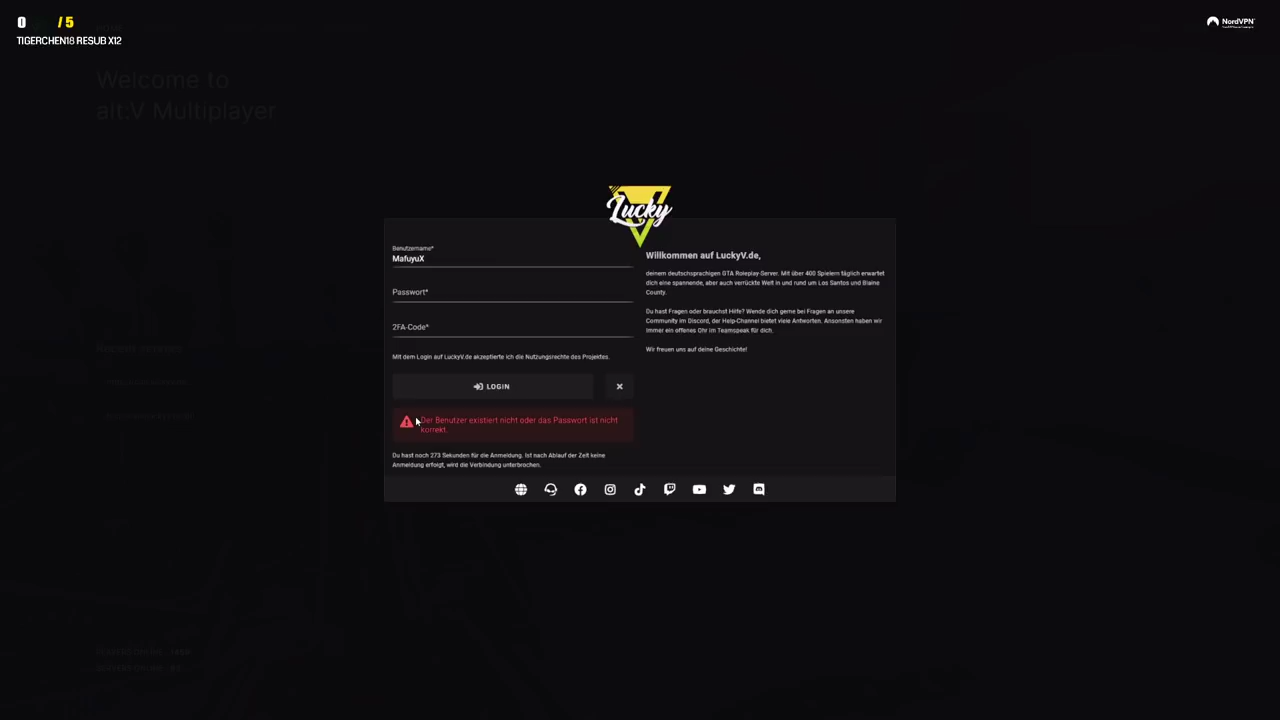 0 / 5
TIGERCHEN18 RESUB X12
NordVPN
Welcome to
alt:V Multiplayer
Lucky
Benutzername*
MafuyuX
Passwort*
2FA-Code*
Mit dem Login auf LuckyV.de akzeptierte ich die Nutzungsrechte des Projektes.
LOGIN
Der Benutzer existiert nicht oder das Passwort ist nicht
korrekt.
Du hast noch 273 Sekunden für die Anmeldung. Ist nach Ablauf der Zeit keine
Anmeldung erfolgt, wird die Verbindung unterbrochen.
Willkommen auf LuckyV.de,
deinem deutschsprachigen GTA Roleplay-Server. Mit über 400 Spielern täglich erwartet
dich eine spannende, aber auch verrückte Welt in und rund um Los Santos und Blaine
County.
Du hast Fragen oder brauchst Hilfe? Wende dich gerne bei Fragen an unsere
Community im Discord, der Help-Channel bietet viele Antworten. Ansonsten haben wir
immer ein offenes Ohr im Teamspeak für dich.
Wir freuen uns auf deine Geschichte!